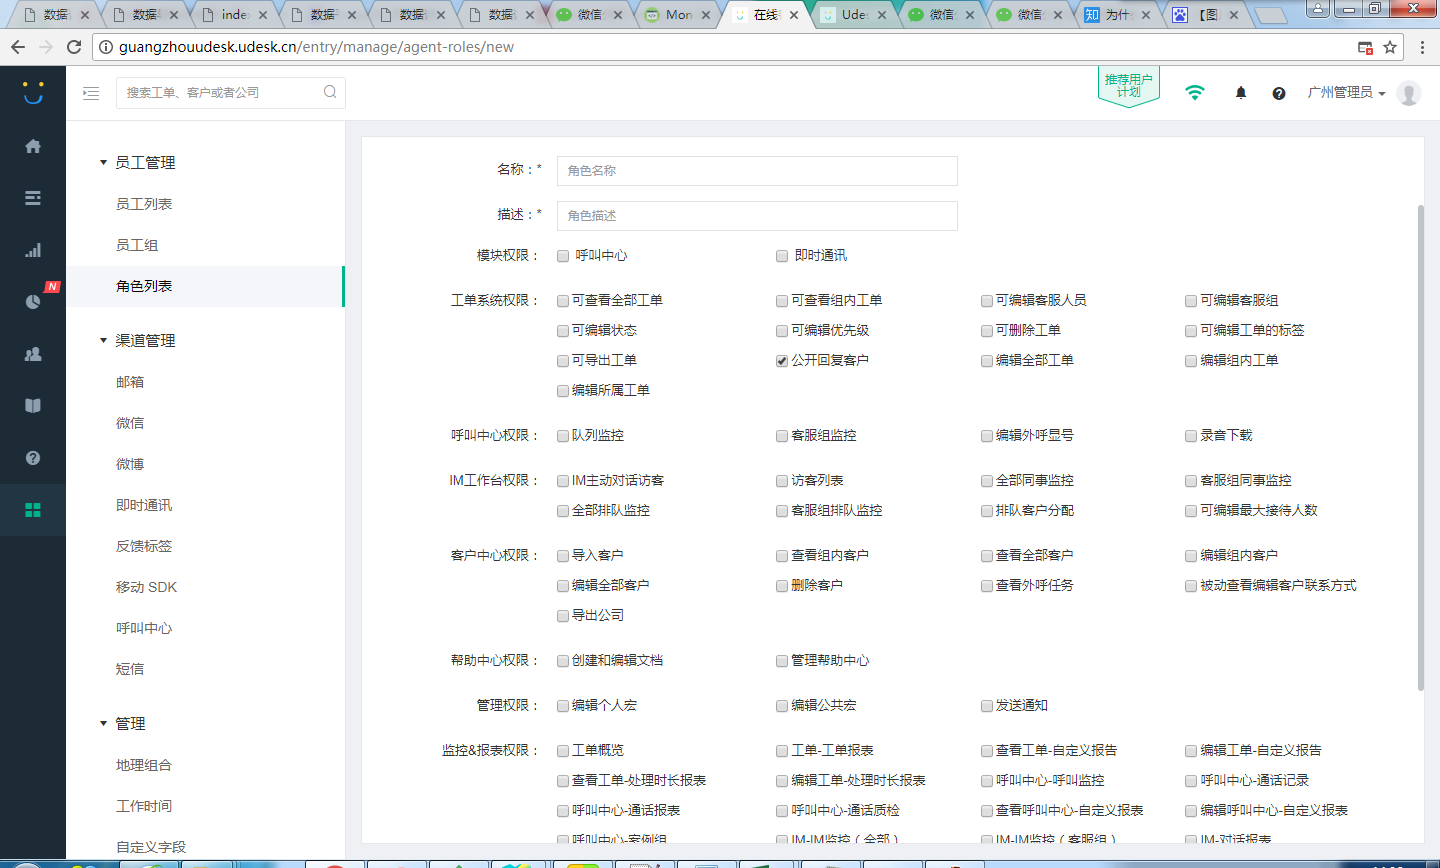 数据 数据 index 数据 数据 数据 微信 Mon 在线 Udes 微信 微信 为什 【图
guangzhouudesk.udesk.cn/entry/manage/agent-roles/new
搜索工单、客户或者公司
推荐用户
计划
广州管理员
N
员工管理
员工列表
员工组
角色列表
渠道管理
邮箱
微信
微博
即时通讯
反馈标签
移动 SDK
呼叫中心
短信
管理
地理组合
工作时间
自定义字段
名称：* 角色名称
描述：* 角色描述
模块权限： 呼叫中心 即时通讯
工单系统权限： 可查看全部工单 可查看组内工单 可编辑客服人员 可编辑客服组
可编辑状态 可编辑优先级 可删除工单 可编辑工单的标签
可导出工单 公开回复客户 编辑全部工单 编辑组内工单
编辑所属工单
呼叫中心权限： 队列监控 客服组监控 编辑外呼显号 录音下载
IM工作台权限： IM主动对话访客 访客列表 全部同事监控 客服组同事监控
全部排队监控 客服组排队监控 排队客户分配 可编辑最大接待人数
客户中心权限： 导入客户 查看组内客户 查看全部客户 编辑组内客户
编辑全部客户 删除客户 查看外呼任务 被动查看编辑客户联系方式
导出公司
帮助中心权限： 创建和编辑文档 管理帮助中心
管理权限： 编辑个人宏 编辑公共宏 发送通知
监控&报表权限： 工单概览 工单-工单报表 查看工单-自定义报告 编辑工单-自定义报告
查看工单-处理时长报表 编辑工单-处理时长报表 呼叫中心-呼叫监控 呼叫中心-通话记录
呼叫中心-通话报表 呼叫中心-通话质检 查看呼叫中心-自定义报表 编辑呼叫中心-自定义报表
呼叫中心-案例组 IM-IM监控（全部） IM-IM监控（客服组） IM-对话报表